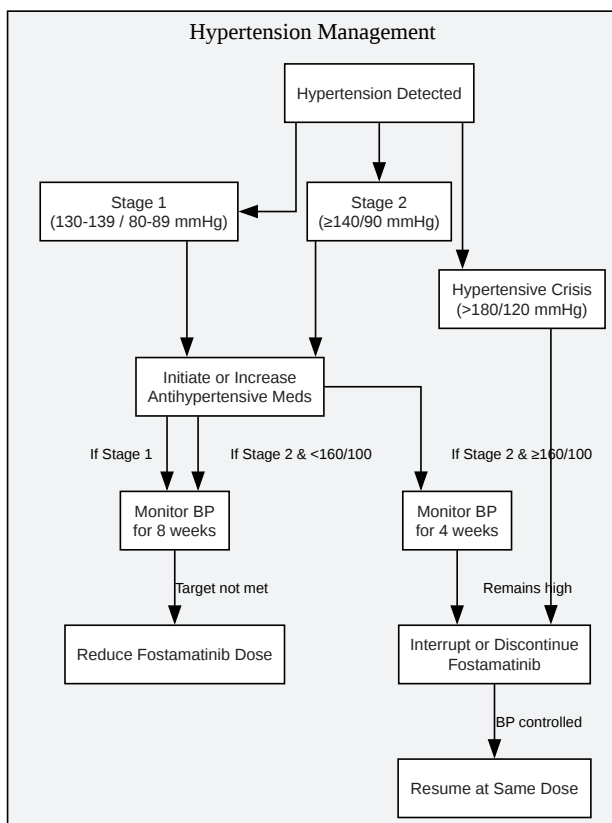 Hypertension Management
Hypertension Detected
Stage 1
(130-139 / 80-89 mmHg)
Stage 2
(≥140/90 mmHg)
Hypertensive Crisis
(>180/120 mmHg)
Initiate or Increase
Antihypertensive Meds
If Stage 1
If Stage 2 & <160/100
If Stage 2 & ≥160/100
Monitor BP
for 8 weeks
Monitor BP
for 4 weeks
Target not met
Remains high
Reduce Fostamatinib Dose
Interrupt or Discontinue
Fostamatinib
BP controlled
Resume at Same Dose